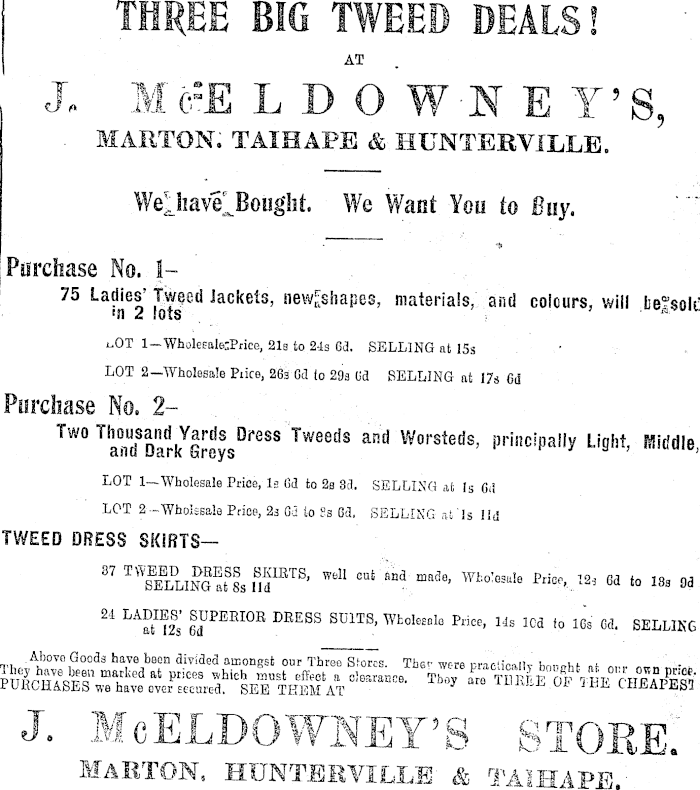 THREE BIG TWEED DEALS!
AT
J. McELDOWNEY'S,
MARTON. TAIHAPE & HUNTERVILLE.
We have Bought. We Want You to Buy.
Purchase No. 1-
75 Ladies' Tweed Jackets, new shapes, materials, and colours, will be sold
in 2 lots
LOT 1—Wholesale Price, 21s to 24s 6d. SELLING at 15s
LOT 2—Wholesale Price, 26s 6d to 29s 6d SELLING at 17s 6d
Purchase No. 2-
Two Thousand Yards Dress Tweeds and Worsteds, principally Light, Middle,
and Dark Greys
LOT 1—Wholesale Price, 1s 6d to 2s 3d. SELLING at 1s 6d
LOT 2—Wholesale Price, 2s 6d to 6d. SELLING at 1s 11d
TWEED DRESS SKIRTS—
37 TWEED DRESS SKIRTS, well cut and made, Wholesale Price, 12s 6d to 9d
SELLING at 8s 11d
24 LADIES' SUPERIOR DRESS SUITS, Wholesale Price, 14s 10d to 16s 6d. SELLING
at 12s 6d
Above Goods have been divided amongst our Three Stores. They were practically bought at our own price.
They have been marked at prices which must effect a clearance. They are THREE OF THE CHEAPEST
PURCHASES we have ever secured. SEE THEM AT
J. McELDOWNEY'S STORE.
MARTON, HUNTERVILLE & TAIHAPE.